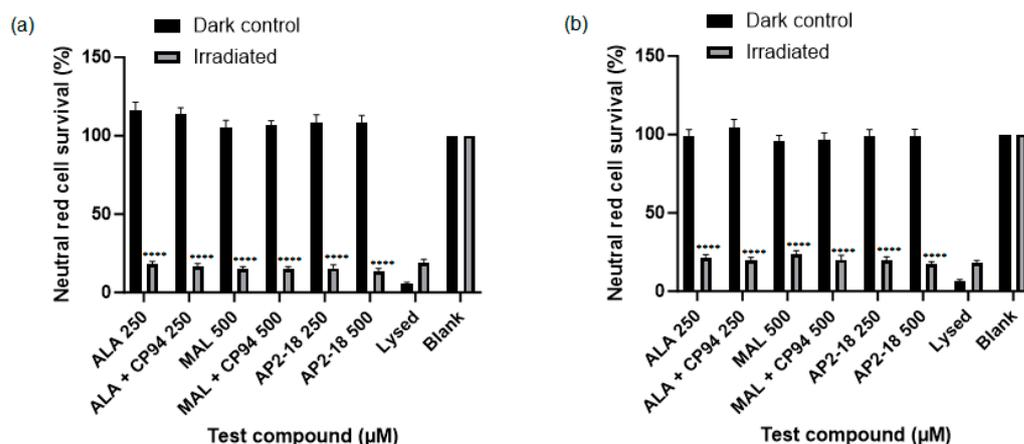 (a)
Dark control
Irradiated
Neutral red cell survival (%)
150
100
50
0
****
****
****
****
****
****
ALA 250
ALA + CP94 250
MAL 500
MAL + CP94 500
AP2-18 250
AP2-18 500
Lysed
Blank
Test compound (μM)
(b)
Dark control
Irradiated
Neutral red cell survival (%)
150
100
50
0
****
****
****
****
****
****
ALA 250
ALA + CP94 250
MAL 500
MAL + CP94 500
AP2-18 250
AP2-18 500
Lysed
Blank
Test compound (μM)